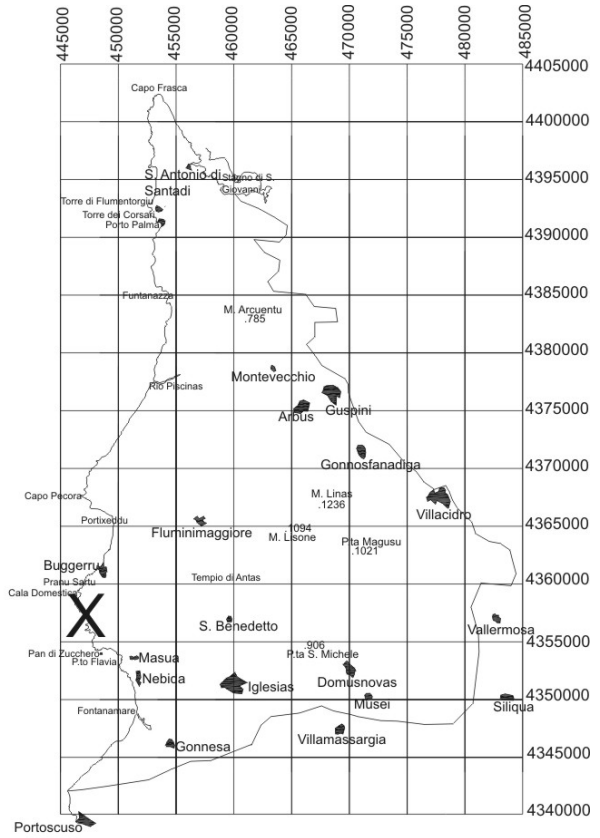 445000 450000 455000 460000 465000 470000 475000 480000 485000
4405000
Capo Frasca
4400000
S. Antonio di
Santadi
Stagno di S.
Giovanni
4395000
Torre di Flumentorgiu
Torre dei Corsari
Porto Palma
4390000
Funtanazza
4385000
M. Arcuentu
.785
4380000
Montevecchio
Rio Piscinas
4375000
Arbus
Guspini
Gonnosfanadiga
4370000
Capo Pecora
M. Linas
.1236
Villacidro
Portixeddu
4365000
Fluminimaggiore
1094
M. Lisone
P.ta Magusu
.1021
Buggerru
Pranu Sartu
Cala Domestica
Tempio di Antas
4360000
X
S. Benedetto
Vallermosa
4355000
Pan di Zucchero
P.to Flavia
Masua
.906
P.ta S. Michele
Nebida
Iglesias
Domusnovas
4350000
Musei
Siliqua
Fontanamare
Gonnesa
Villamassargia
4345000
4340000
Portoscuso